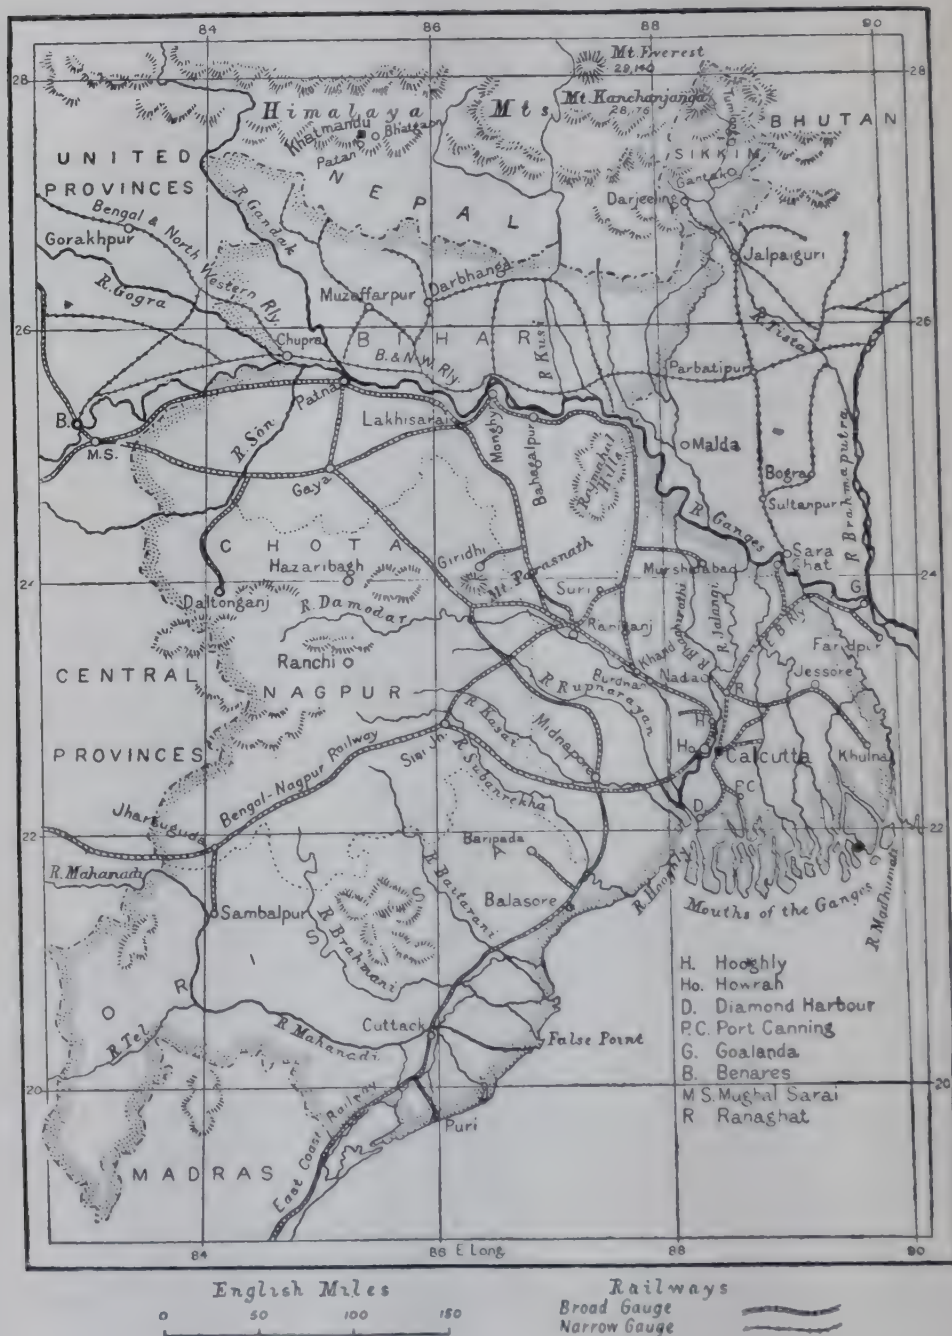 84
86
88
90
28
28
Mt. Everest
29,140
Himalaya
Mts
Mt. Kanchanjanga
BHUTAN
Khatmandu
Bhatgaon
Patan
UNITED
PROVINCES
NEPAL
SIKKIM
Gantak
Darjeeling
R. Gandak
Bengal & North Western Rly.
Gorakhpur
Jalpaiguri
R. Gogra
Muzaffarpur
Darbhanga
26
26
Chupra
BIHAR
R. Kusi
R. Tista
B. & N-W. Rly.
Parbatipur
Patna
Lakhisarai
B.
M.S.
R. Son
Monghyr
Bahagalpur
Rajmahal Hills
Malda
Gaya
Bogra
Sultanpur
R. Brahmaputra
R. Ganges
CHOTA
Hazaribagh
Giridhi
Mt. Parasnath
Murshidabad
Sara
Ghat
24
24
Daltonganj
R. Damodar
Suri
R. Bhagirathi
R. Jalangi
G
Raniganj
Khana
B Rly
Faridpur
Ranchi
CENTRAL
NAGPUR
Burdwan
Nadia
R
Jessore
R. Rupnarayan
R. Kasai
Midnapore
H
Ho.
Calcutta
Khulna
PROVINCES
Bengal-Nagpur Railway
Sini Jn.
R. Subanrekha
P.C
D
Jharsuguda
22
22
Baripada
R. Mahanadi
R. Baitarani
R. Hooghly
Mouths of the Ganges
R. Madhumati
Sambalpur
Balasore
R. Brahmani
ORISSA
R. Tel
R. Mahanadi
Cuttack
False Point
H. Hooghly
Ho. Howrah
D. Diamond Harbour
P.C. Port Canning
G. Goalanda
B. Benares
M S. Mughal Sarai
R Ranaghat
20
20
Puri
East Coast Railway
MADRAS
84
86 E Long
88
90
English Miles
0 50 100 150
Railways
Broad Gauge
Narrow Gauge